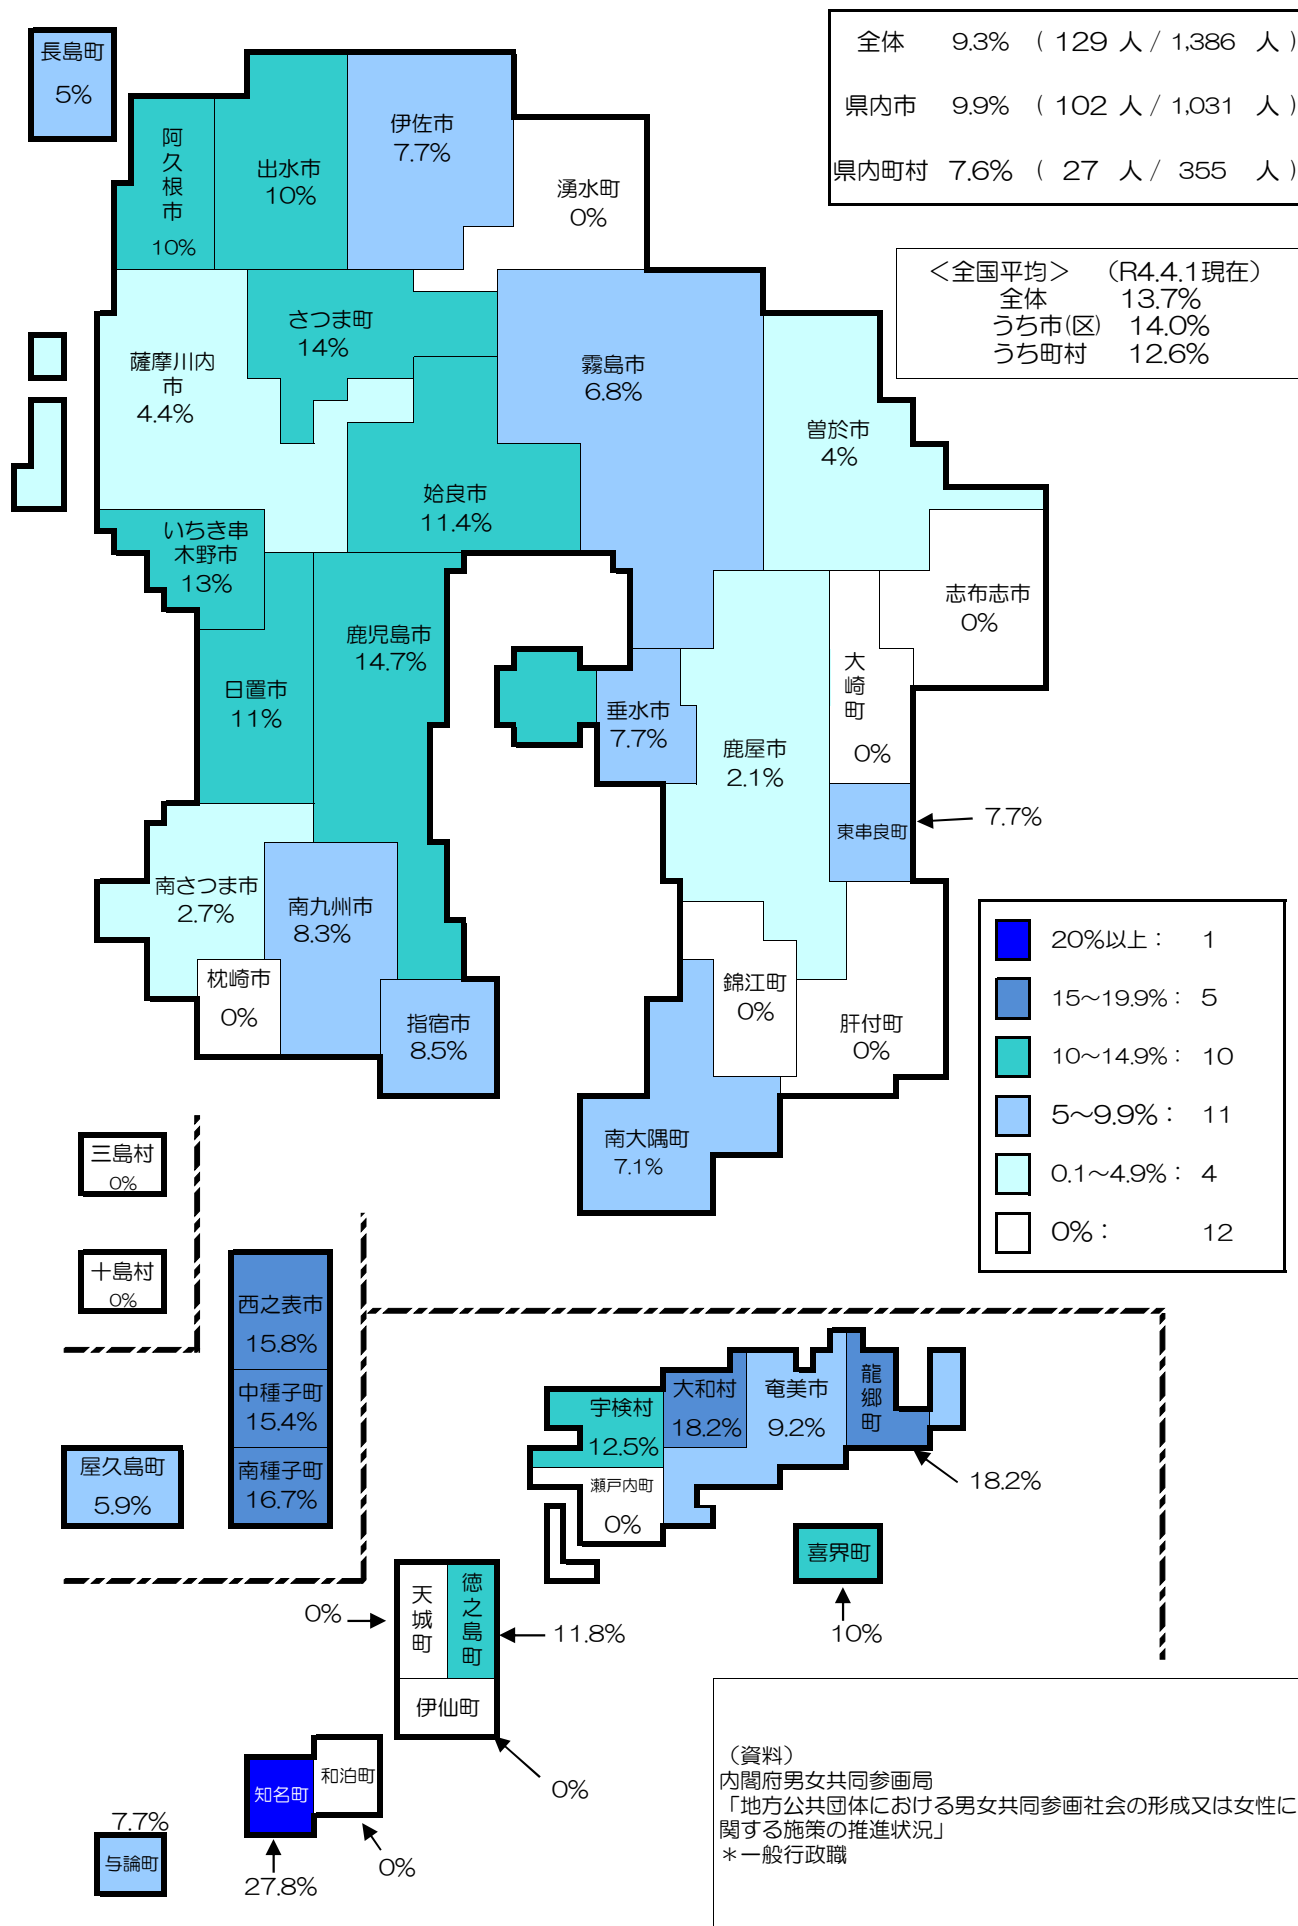 長島町
5%
全体 9.3% ( 129 人 / 1,386 人 )
県内市 9.9% ( 102 人 / 1,031 人 )
県内町村 7.6% ( 27 人 / 355 人 )
阿久根市
10%
出水市
10%
伊佐市
7.7%
湧水町
0%
＜全国平均＞ (R4.4.1現在)
全体 13.7%
うち市(区) 14.0%
うち町村 12.6%
さつま町
14%
薩摩川内
市
4.4%
霧島市
6.8%
曽於市
4%
姶良市
11.4%
いちき串
木野市
13%
志布志市
0%
鹿児島市
14.7%
大崎町
0%
日置市
11%
垂水市
7.7%
鹿屋市
2.1%
東串良町
7.7%
南さつま市
2.7%
南九州市
8.3%
枕崎市
0%
指宿市
8.5%
錦江町
0%
肝付町
0%
南大隅町
7.1%
20%以上： 1
15～19.9%： 5
10～14.9%： 10
5～9.9%： 11
0.1～4.9%： 4
0%： 12
三島村
0%
十島村
0%
西之表市
15.8%
中種子町
15.4%
南種子町
16.7%
屋久島町
5.9%
宇検村
12.5%
大和村
18.2%
奄美市
9.2%
龍郷町
18.2%
瀬戸内町
0%
喜界町
10%
天城町
0%
徳之島町
11.8%
伊仙町
0%
知名町
27.8%
和泊町
0%
7.7%
与論町
（資料）
内閣府男女共同参画局
「地方公共団体における男女共同参画社会の形成又は女性に
関する施策の推進状況」
＊一般行政職